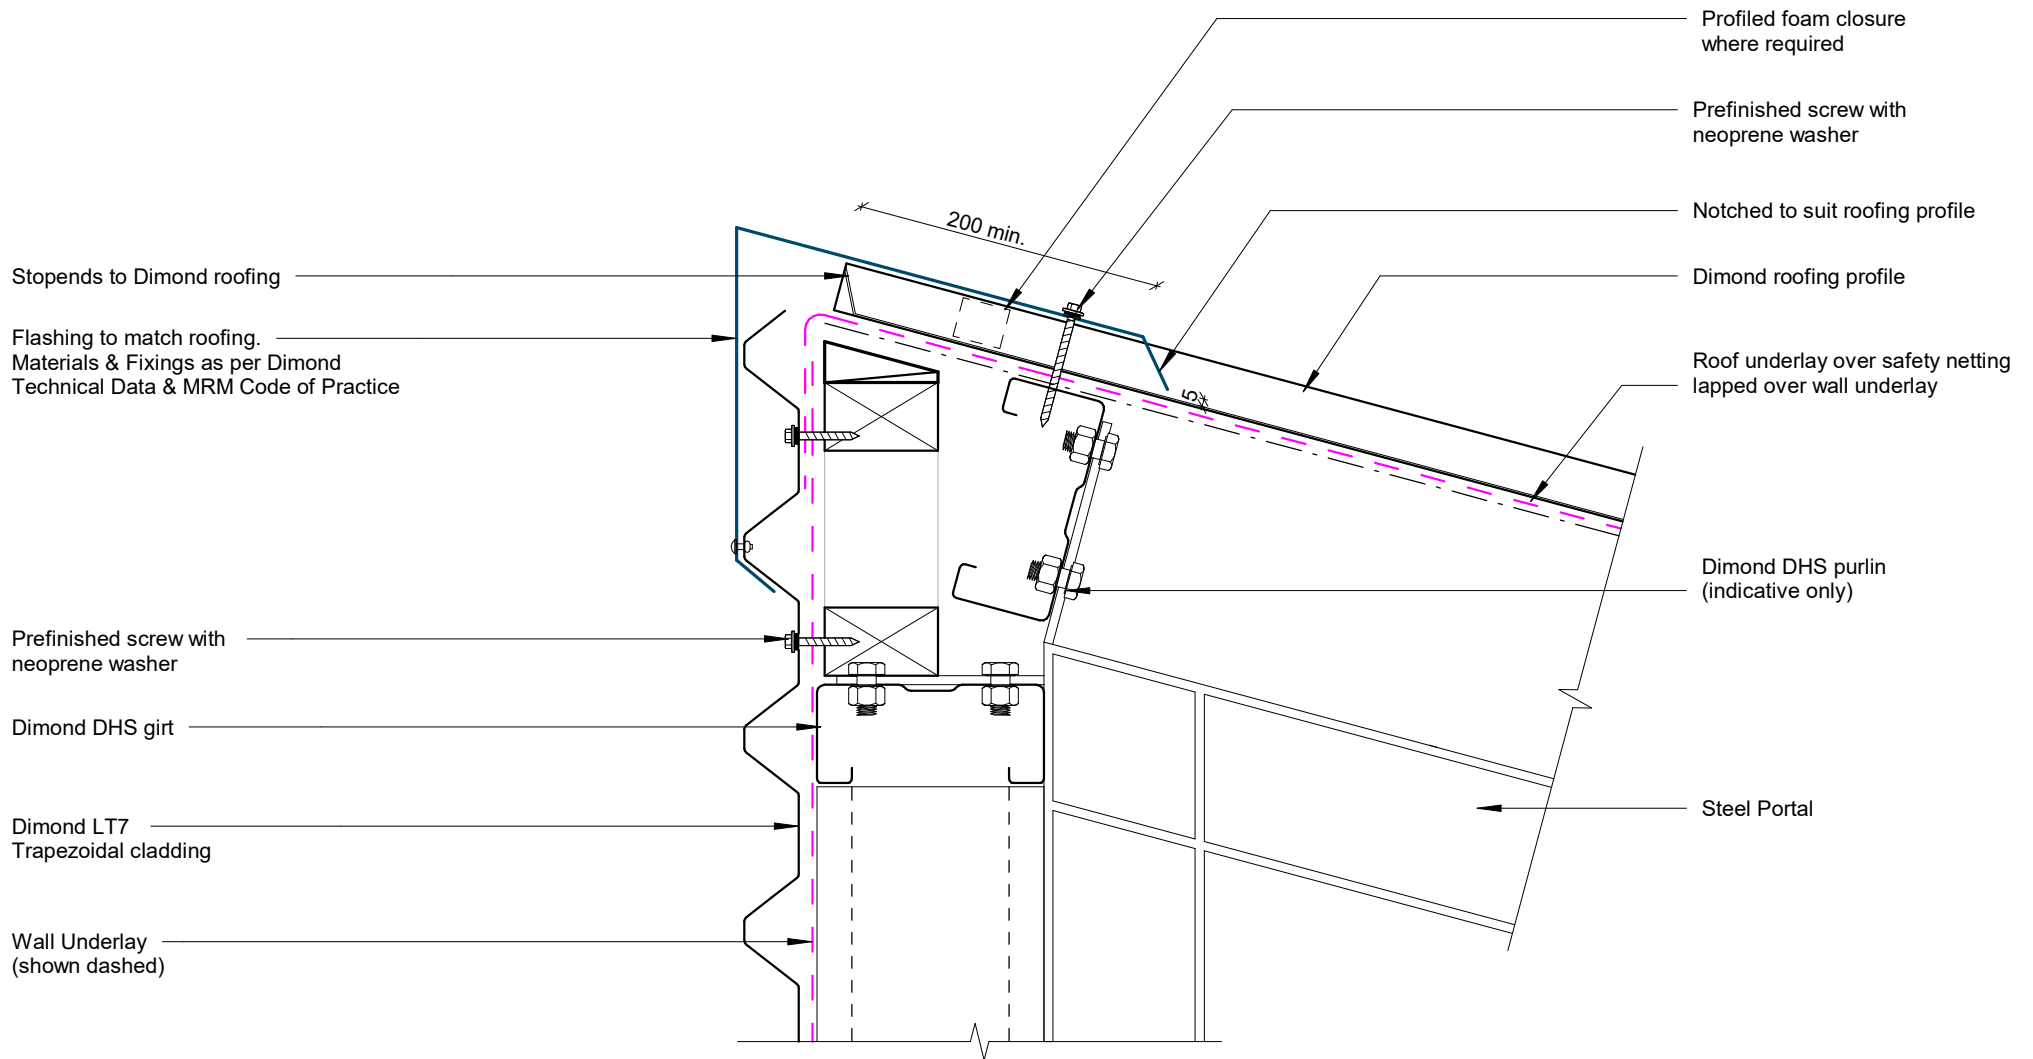 Profiled foam closure
where required
Prefinished screw with
neoprene washer
Notched to suit roofing profile
200 min.
Stopends to Dimond roofing
Dimond roofing profile
Flashing to match roofing.
Materials & Fixings as per Dimond
Technical Data & MRM Code of Practice
Roof underlay over safety netting
lapped over wall underlay
5
Dimond DHS purlin
(indicative only)
Prefinished screw with
neoprene washer
Dimond DHS girt
Steel Portal
Dimond LT7
Trapezoidal cladding
Wall Underlay
(shown dashed)